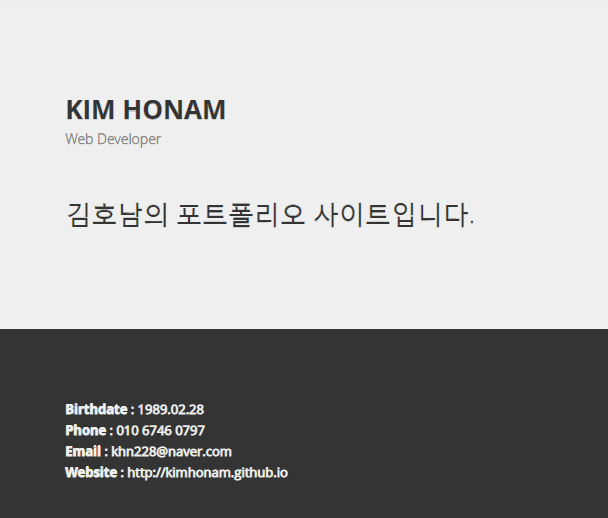 KIM HONAM
Web Developer
김호남의 포트폴리오 사이트입니다.
Birthdate : 1989.02.28
Phone : 010 6746 0797
Email : khn228@naver.com
Website : http://kimhonam.github.io